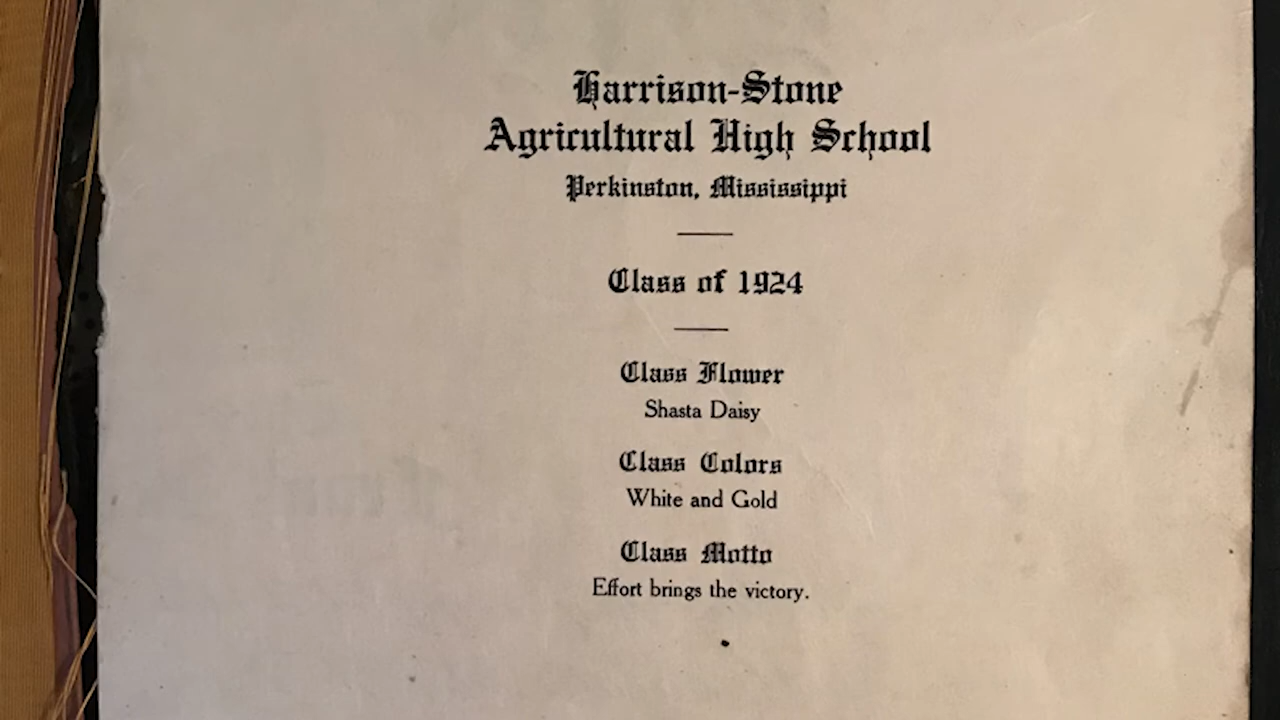 Harrison-Stone
Agricultural High School
Perkinston, Mississippi
Class of 1924
Class Flower
Shasta Daisy
Class Colors
White and Gold
Class Motto
Effort brings the victory.